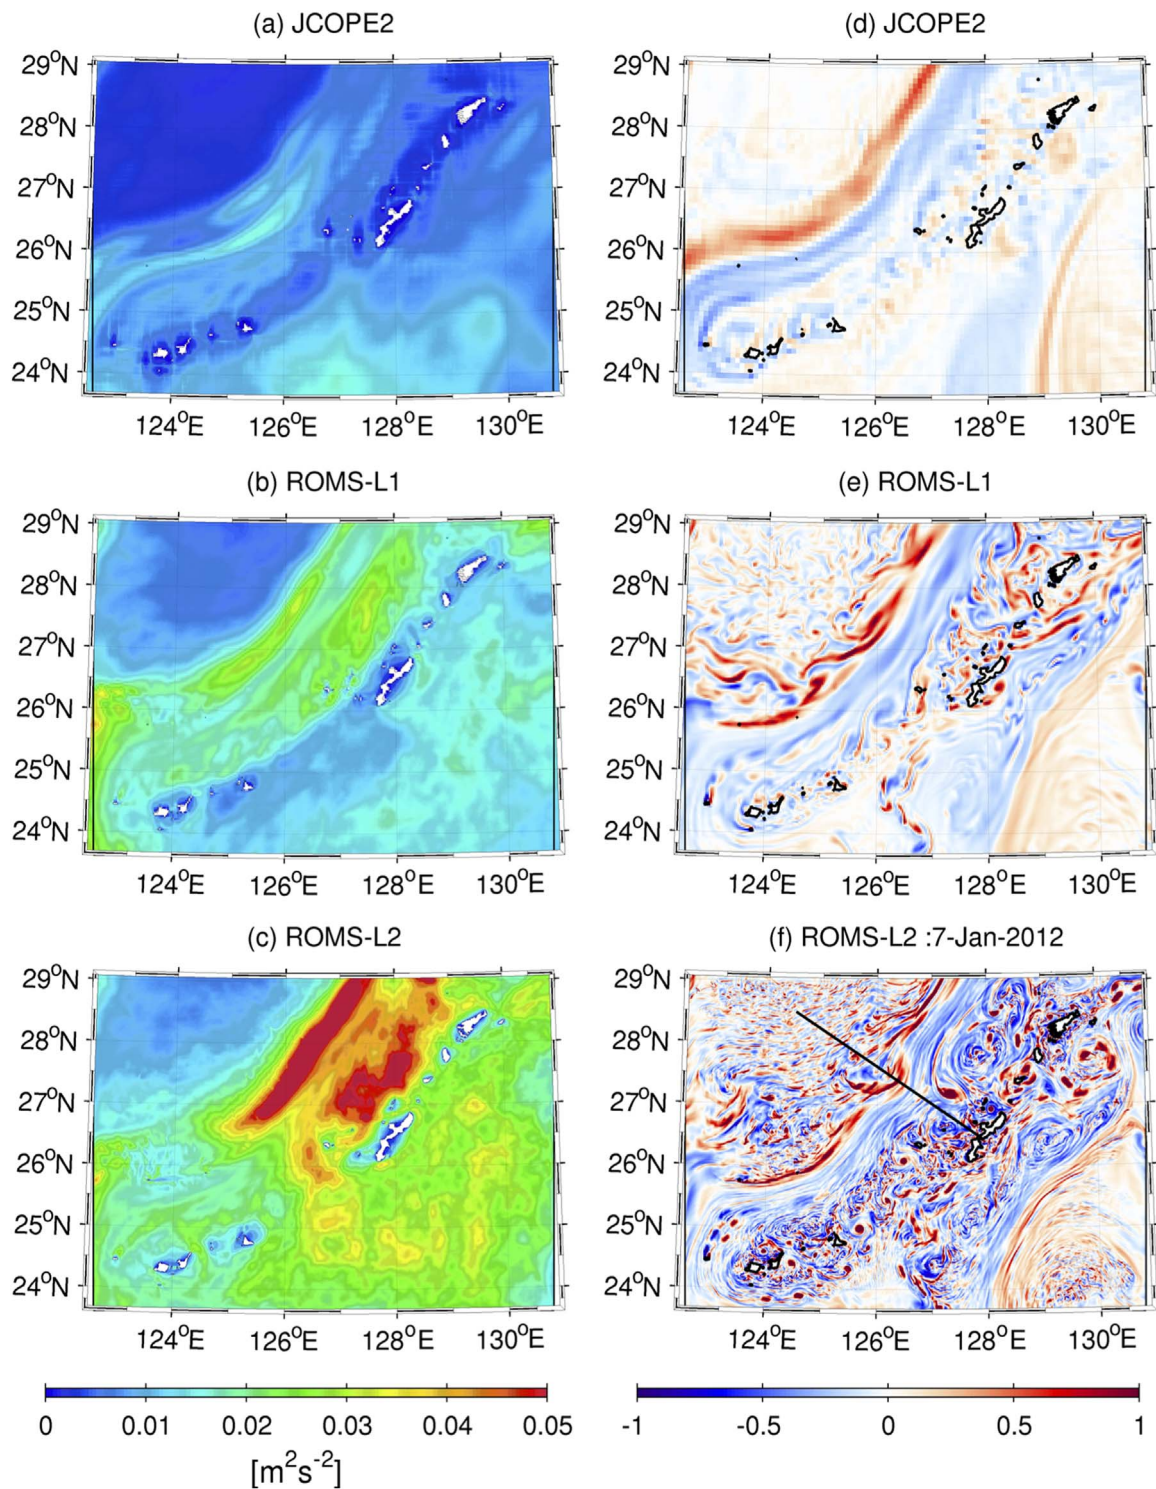 (a) JCOPE2
29°N
28°N
27°N
26°N
25°N
24°N
124°E 126°E 128°E 130°E
(d) JCOPE2
29°N
28°N
27°N
26°N
25°N
24°N
124°E 126°E 128°E 130°E
(b) ROMS-L1
29°N
28°N
27°N
26°N
25°N
24°N
124°E 126°E 128°E 130°E
(e) ROMS-L1
29°N
28°N
27°N
26°N
25°N
24°N
124°E 126°E 128°E 130°E
(c) ROMS-L2
29°N
28°N
27°N
26°N
25°N
24°N
124°E 126°E 128°E 130°E
(f) ROMS-L2 :7-Jan-2012
29°N
28°N
27°N
26°N
25°N
24°N
124°E 126°E 128°E 130°E
0 0.01 0.02 0.03 0.04 0.05
[m²s⁻²]
-1 -0.5 0 0.5 1